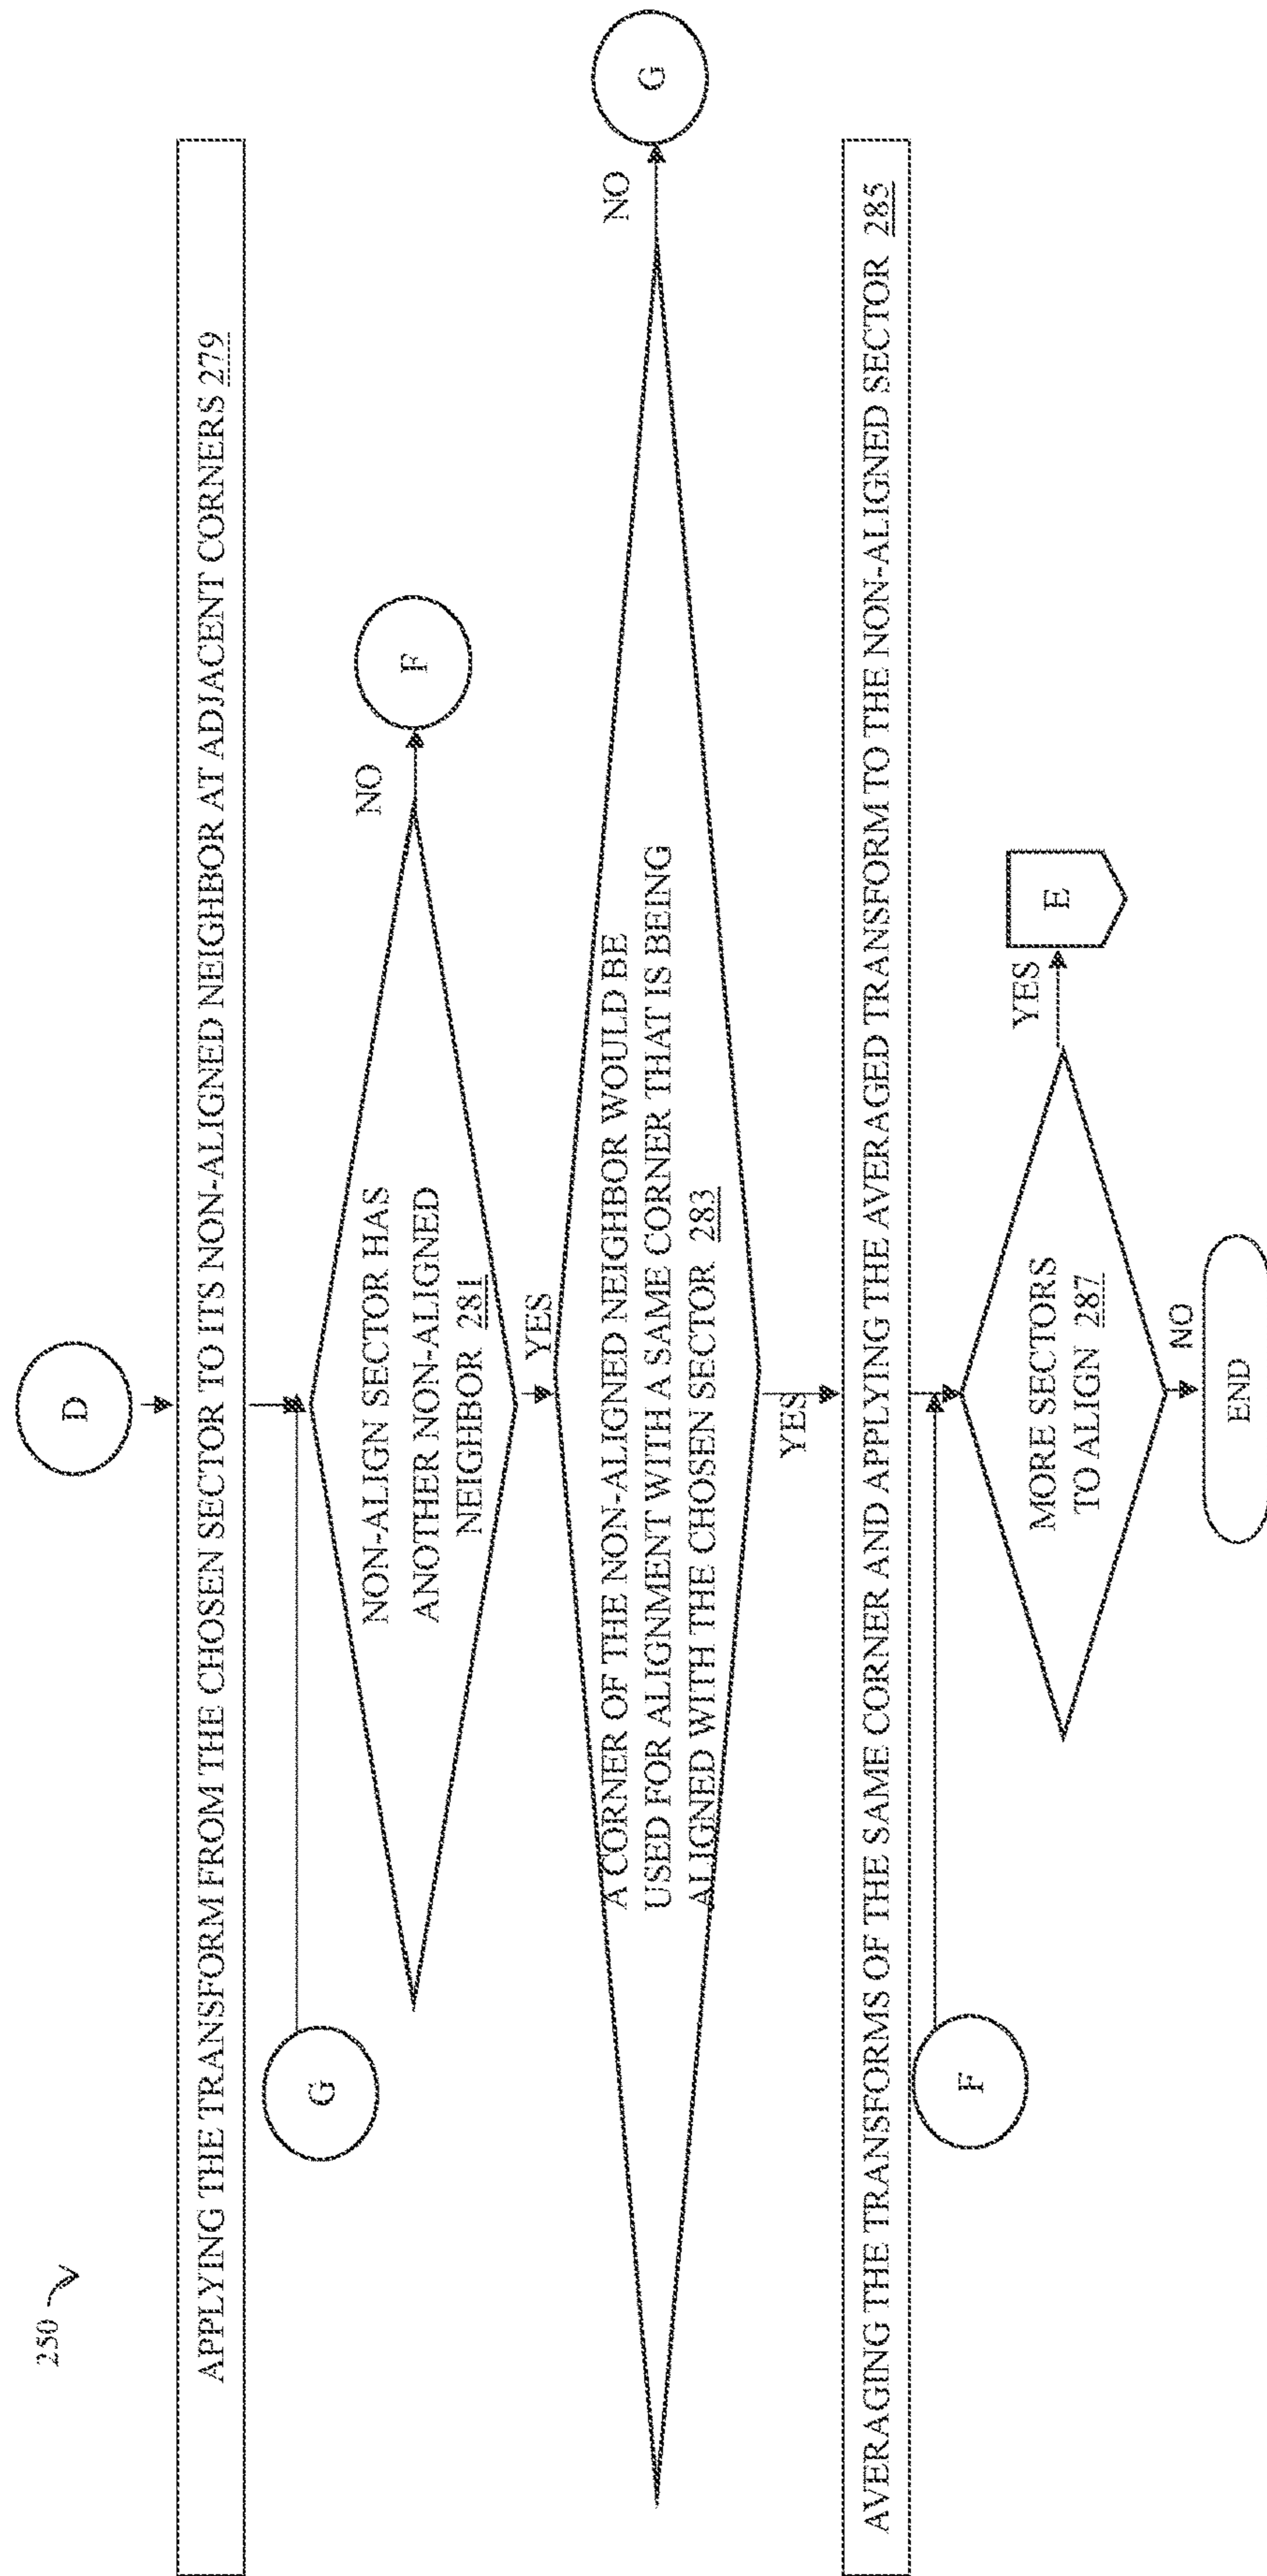 250
D
APPLYING THE TRANSFORM FROM THE CHOSEN SECTOR TO ITS NON-ALIGNED NEIGHBOR AT ADJACENT CORNERS 279
G
NON-ALIGN SECTOR HAS
ANOTHER NON-ALIGNED
NEIGHBOR 281
NO
F
YES
A CORNER OF THE NON-ALIGNED NEIGHBOR WOULD BE
USED FOR ALIGNMENT WITH A SAME CORNER THAT IS BEING
ALIGNED WITH THE CHOSEN SECTOR 283
NO
G
YES
AVERAGING THE TRANSFORMS OF THE SAME CORNER AND APPLYING THE AVERAGED TRANSFORM TO THE NON-ALIGNED SECTOR 285
F
MORE SECTORS
TO ALIGN 287
YES
E
NO
END